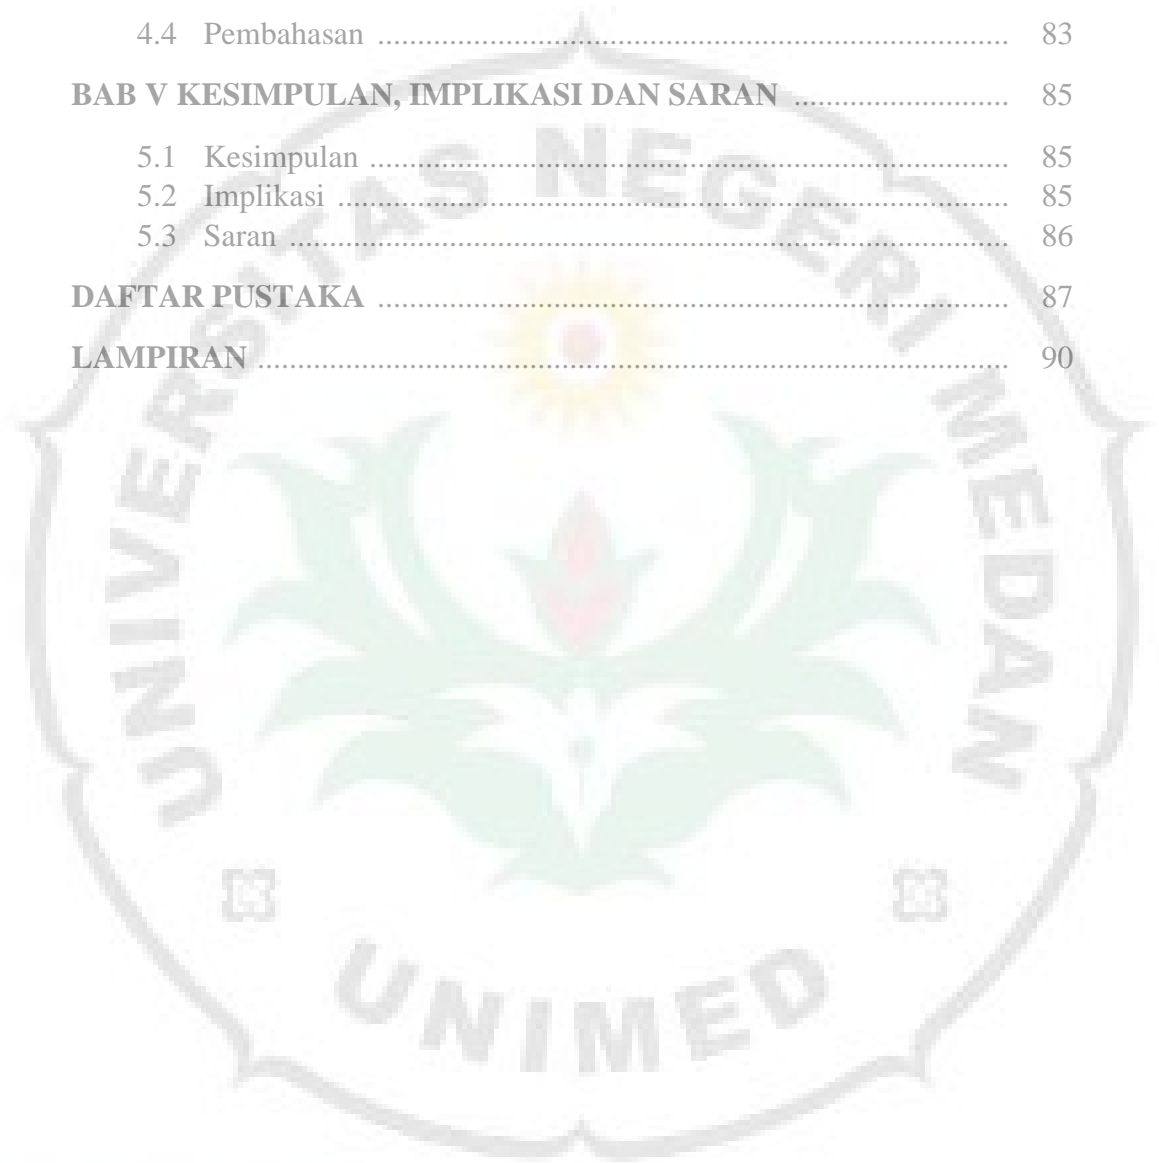 4.4 Pembahasan ................................................................................ 83
BAB V KESIMPULAN, IMPLIKASI DAN SARAN ........................... 85
5.1 Kesimpulan ................................................................................. 85
5.2 Implikasi ..................................................................................... 85
5.3 Saran ........................................................................................... 86
DAFTAR PUSTAKA ................................................................................ 87
LAMPIRAN ............................................................................................... 90
UNIVERSITAS NEGERI MEDAN
UNIMED